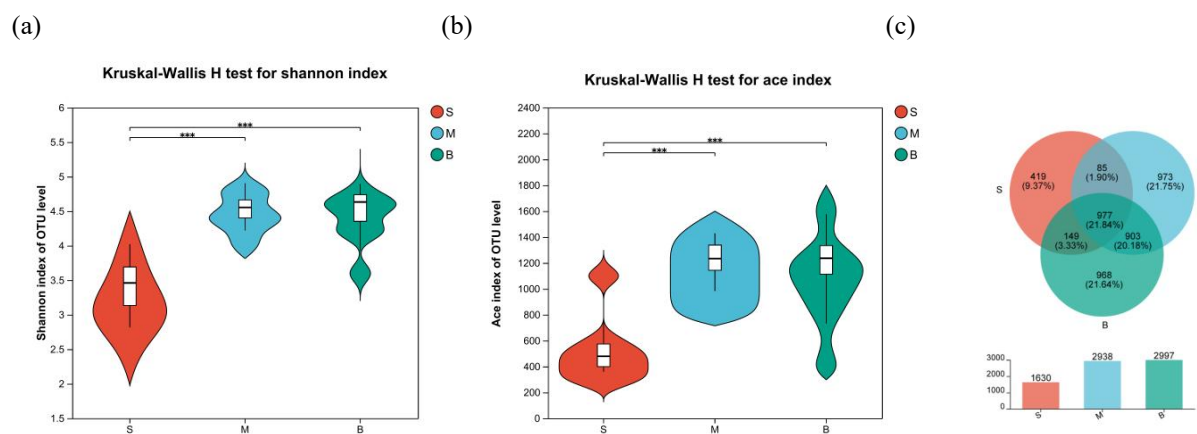 (a)
(b)
(c)
Kruskal-Wallis H test for shannon index
Shannon index of OTU level
6
5.5
5
4.5
4
3.5
3
2.5
2
1.5
***
***
S
M
B
S
M
B
Kruskal-Wallis H test for ace index
Ace index of OTU level
2400
2200
2000
1800
1600
1400
1200
1000
800
600
400
200
0
***
***
S
M
B
S
M
B
419
(9.37%)
85
(1.90%)
973
(21.75%)
S
977
(21.84%)
149
(3.33%)
903
(20.18%)
968
(21.64%)
B
3000
2000
1000
0
1630
2938
2997
S
M
B